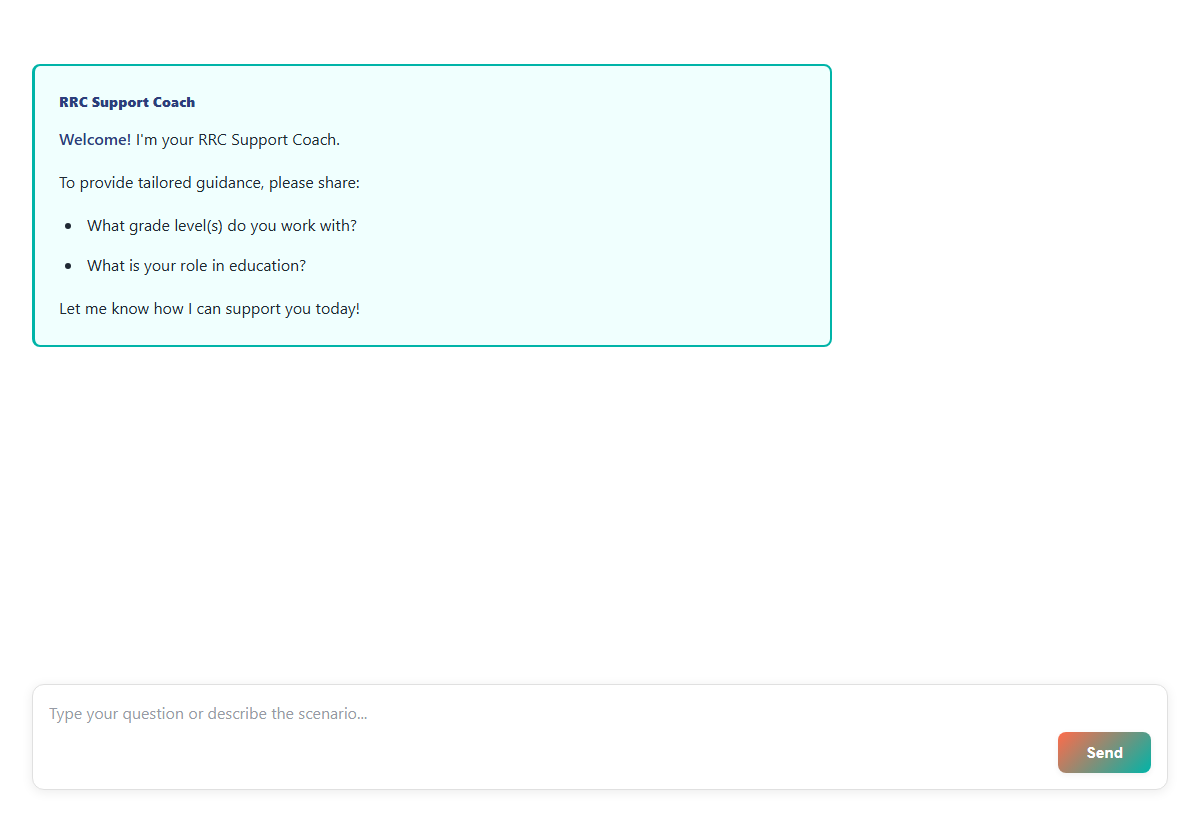 RRC Support Coach
Welcome! I'm your RRC Support Coach.
To provide tailored guidance, please share:
What grade level(s) do you work with?
What is your role in education?
Let me know how I can support you today!
Type your question or describe the scenario...
Send